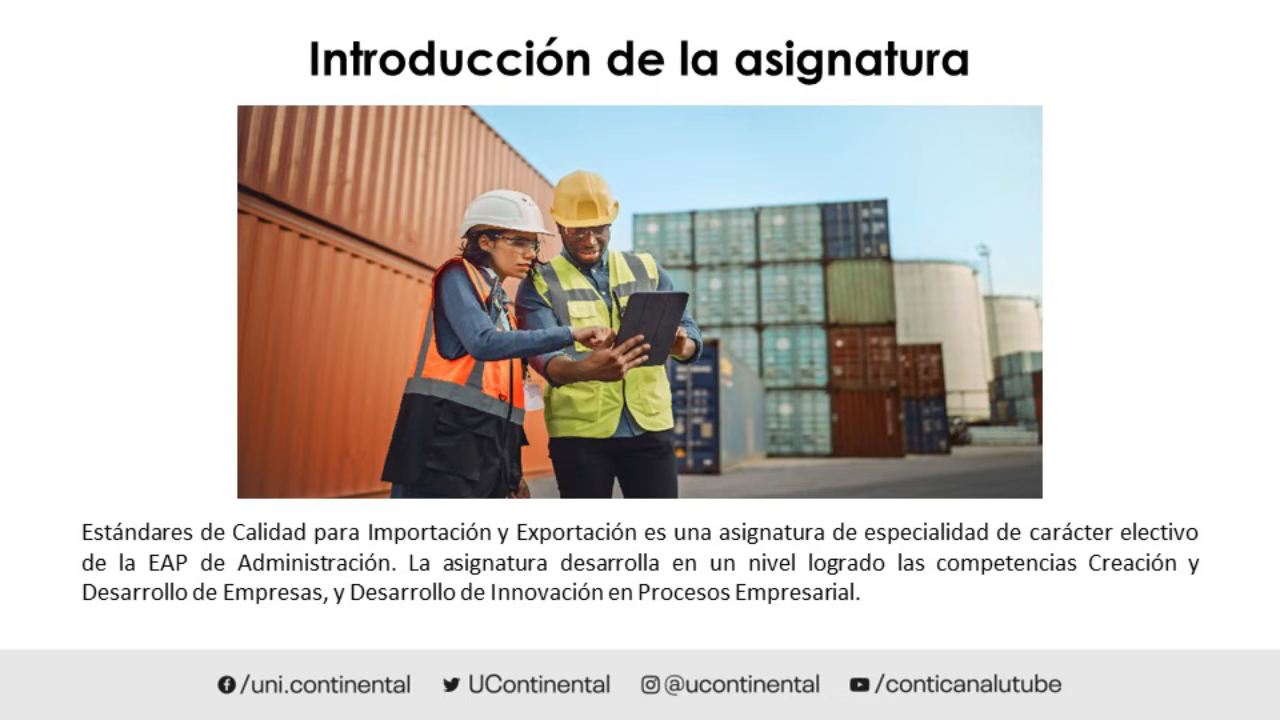 Introducción de la asignatura
Estándares de Calidad para Importación y Exportación es una asignatura de especialidad de carácter electivo
de la EAP de Administración. La asignatura desarrolla en un nivel logrado las competencias Creación y
Desarrollo de Empresas, y Desarrollo de Innovación en Procesos Empresarial.
/uni.continental UContinental @ucontinental /conticanalutube